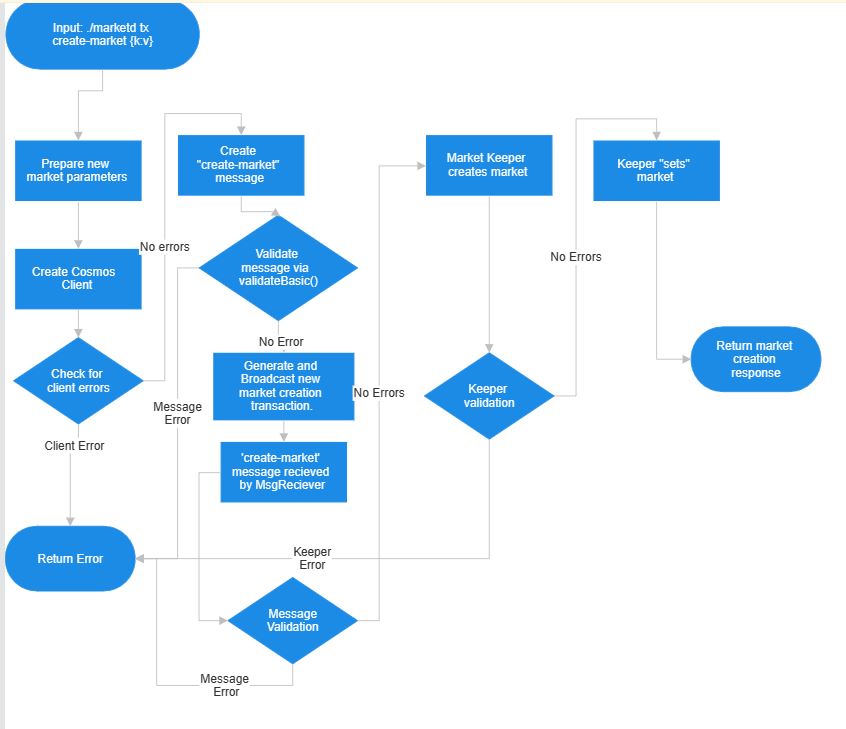 Input: ./marketd tx
create-market {k:v}
Prepare new
market parameters
Create Cosmos
Client
Check for
client errors
Client Error
Return Error
No errors
Create
"create-market"
message
Validate
message via
validateBasic()
No Error
Message
Error
Generate and
Broadcast new
market creation
transaction.
'create-market'
message recieved
by MsgReciever
Message
Validation
Message
Error
No Errors
Market Keeper
creates market
Keeper
validation
Keeper
Error
No Errors
Keeper "sets"
market
Return market
creation
response